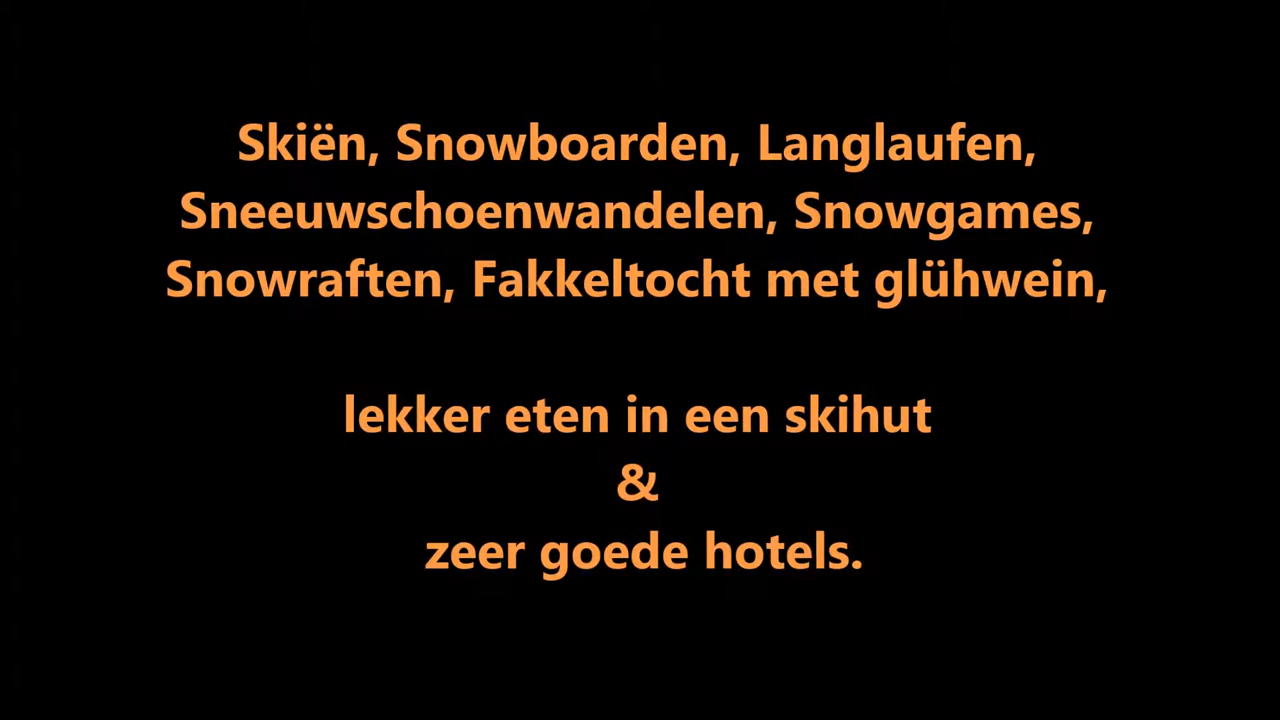 Skiën, Snowboarden, Langlaufen,
Sneeuwschoenwandelen, Snowgames,
Snowraften, Fakkeltocht met glühwein,
lekker eten in een skihut
&
zeer goede hotels.